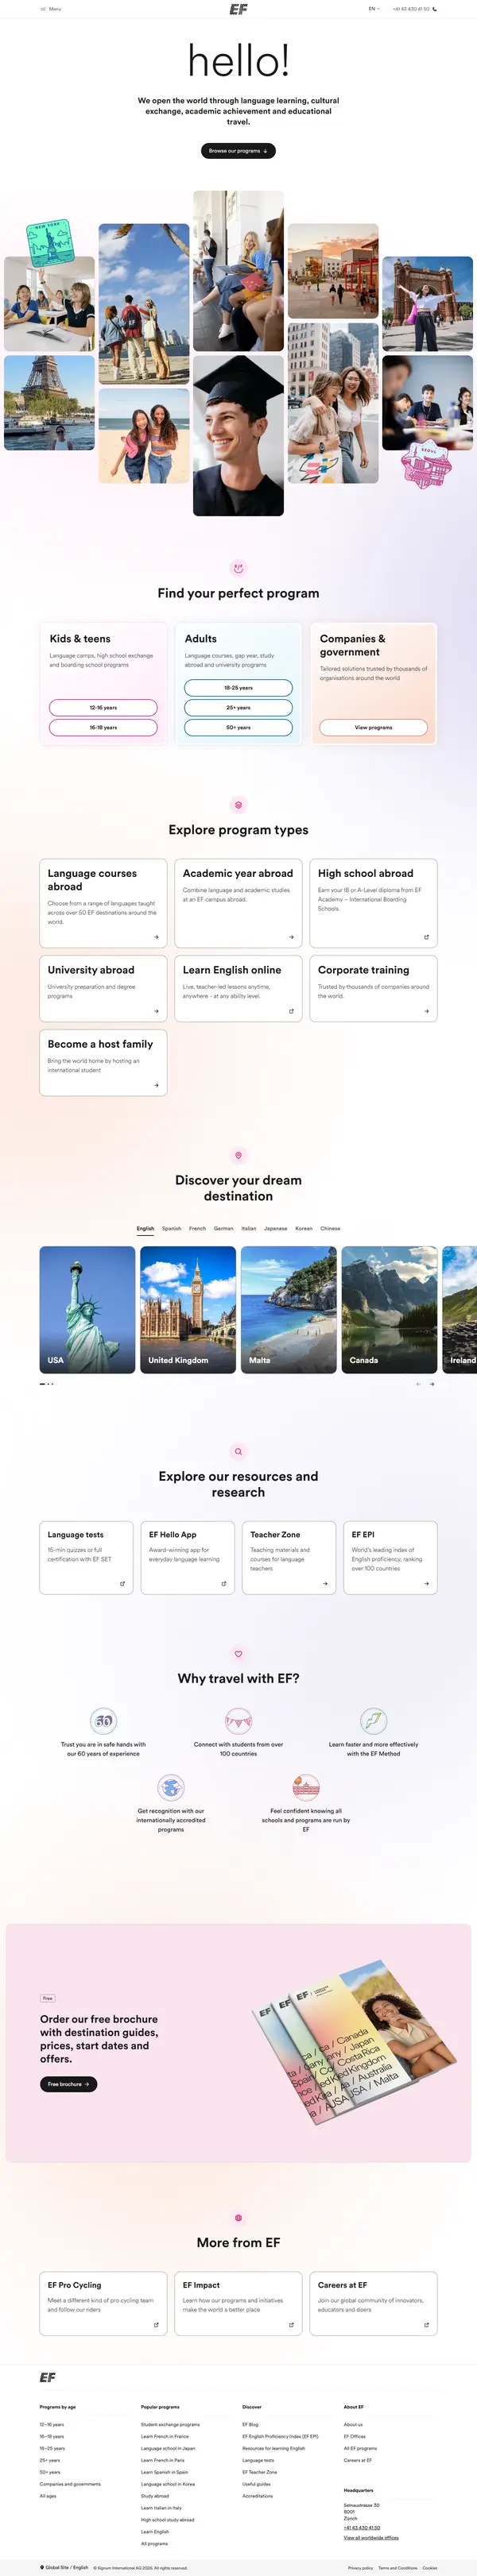 Menu
EF
EN
+41 43 430 41 50
hello!
We open the world through language learning, cultural
exchange, academic achievement and educational
travel.
Browse our programs
NEW YORK
SEOUL
Find your perfect program
Kids & teens
Language camps, high school exchange
and boarding school programs
12-16 years
16-18 years
Adults
Language courses, gap year, study
abroad and university programs
18-25 years
25+ years
50+ years
Companies &
government
Tailored solutions trusted by thousands of
organisations around the world
View programs
Explore program types
Language courses
abroad
Choose from a range of languages taught
across over 50 EF destinations around the
world.
Academic year abroad
Combine language and academic studies
at an EF campus abroad.
High school abroad
Earn your IB or A-Level diploma from EF
Academy – International Boarding
Schools.
University abroad
University preparation and degree
programs
Learn English online
Live, teacher-led lessons anytime,
anywhere - at any ability level.
Corporate training
Trusted by thousands of companies around
the world.
Become a host family
Bring the world home by hosting an
international student
Discover your dream
destination
English Spanish French German Italian Japanese Korean Chinese
USA
United Kingdom
Malta
Canada
Ireland
Explore our resources and
research
Language tests
15-min quizzes or full
certification with EF SET
EF Hello App
Award-winning app for
everyday language learning
Teacher Zone
Teaching materials and
courses for language
teachers
EF EPI
World's leading index of
English proficiency, ranking
over 100 countries
Why travel with EF?
60
Trust you are in safe hands with
our 60 years of experience
Connect with students from over
100 countries
Learn faster and more effectively
with the EF Method
Get recognition with our
internationally accredited
programs
Feel confident knowing all
schools and programs are run by
EF
Free
Order our free brochure
with destination guides,
prices, start dates and
offers.
Free brochure
EF EF EF
Canada
Japan
Costa Rica
Kingdom
Australia
USA / Malta
More from EF
EF Pro Cycling
Meet a different kind of pro cycling team
and follow our riders
EF Impact
Learn how our programs and initiatives
make the world a better place
Careers at EF
Join our global community of innovators,
educators and doers
EF
Programs by age
12-16 years
16-18 years
18-25 years
25+ years
50+ years
Companies and governments
All ages
Popular programs
Student exchange programs
Learn French in France
Language school in Japan
Learn French in Paris
Learn Spanish in Spain
Language school in Korea
Study abroad
Learn Italian in Italy
High school study abroad
Learn English
All programs
Discover
EF Blog
EF English Proficiency Index (EF EPI)
Resources for learning English
Language tests
EF Teacher Zone
Useful guides
Accreditations
About EF
About us
EF Offices
All EF programs
Careers at EF
Headquarters
Selnaustrasse 30
8001
Zürich
+41 43 430 41 50
View all worldwide offices
Global Site / English
© Signum International AG 2026. All rights reserved.
Privacy policy Terms and Conditions Cookies